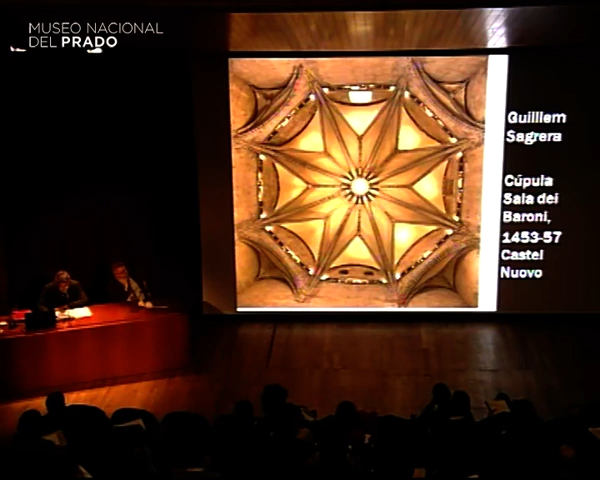 MUSEO NACIONAL
DEL PRADO
Guillem
Sagrera
Cúpula
Sala dei
Baroni,
1453-57
Castel
Nuovo